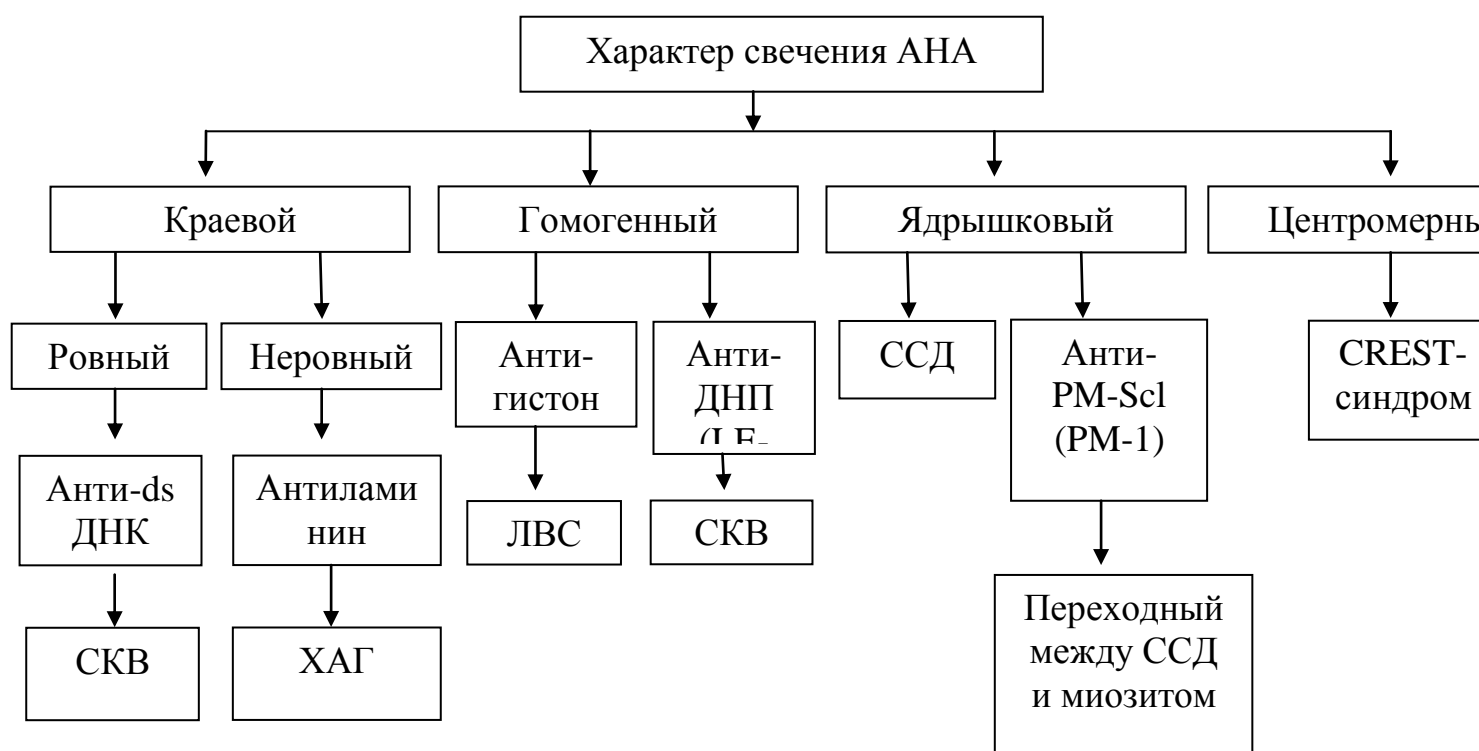 Характер свечения АНА
Краевой
Гомогенный
Ядрышковый
Центромерны
Ровный
Неровный
Анти-
гистон
Анти-
ДНП
(LE-
ССД
Анти-
PM-Scl
(PM-1)
CREST-
синдром
Анти-ds
ДНК
Антилами
нин
ЛВС
СКВ
Переходный
между ССД
и миозитом
СКВ
ХАГ